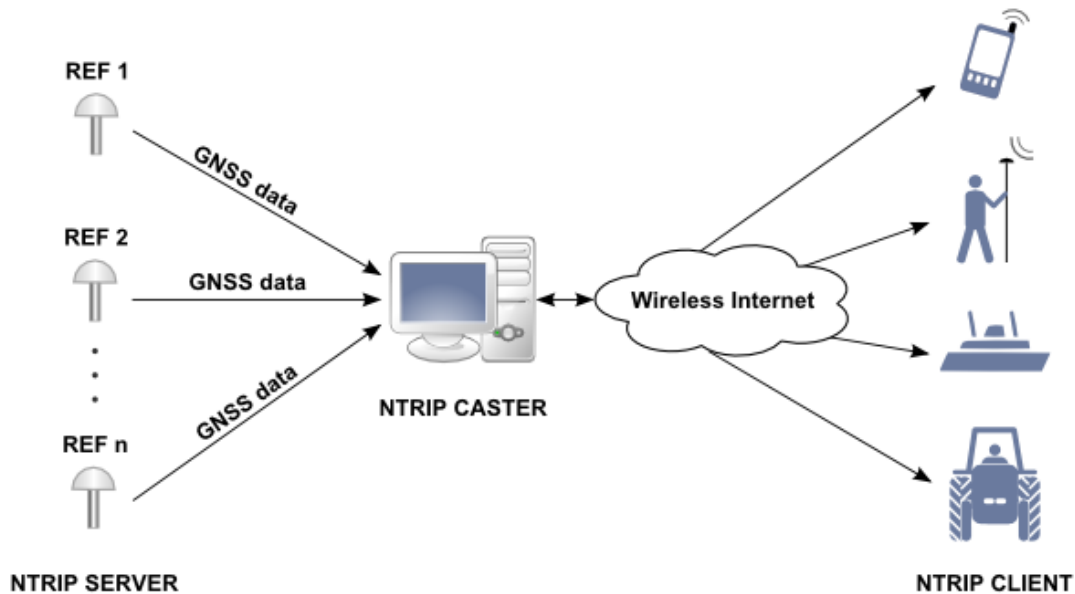 REF 1
GNSS data
REF 2
GNSS data
REF n
GNSS data
NTRIP SERVER
NTRIP CASTER
Wireless Internet
NTRIP CLIENT